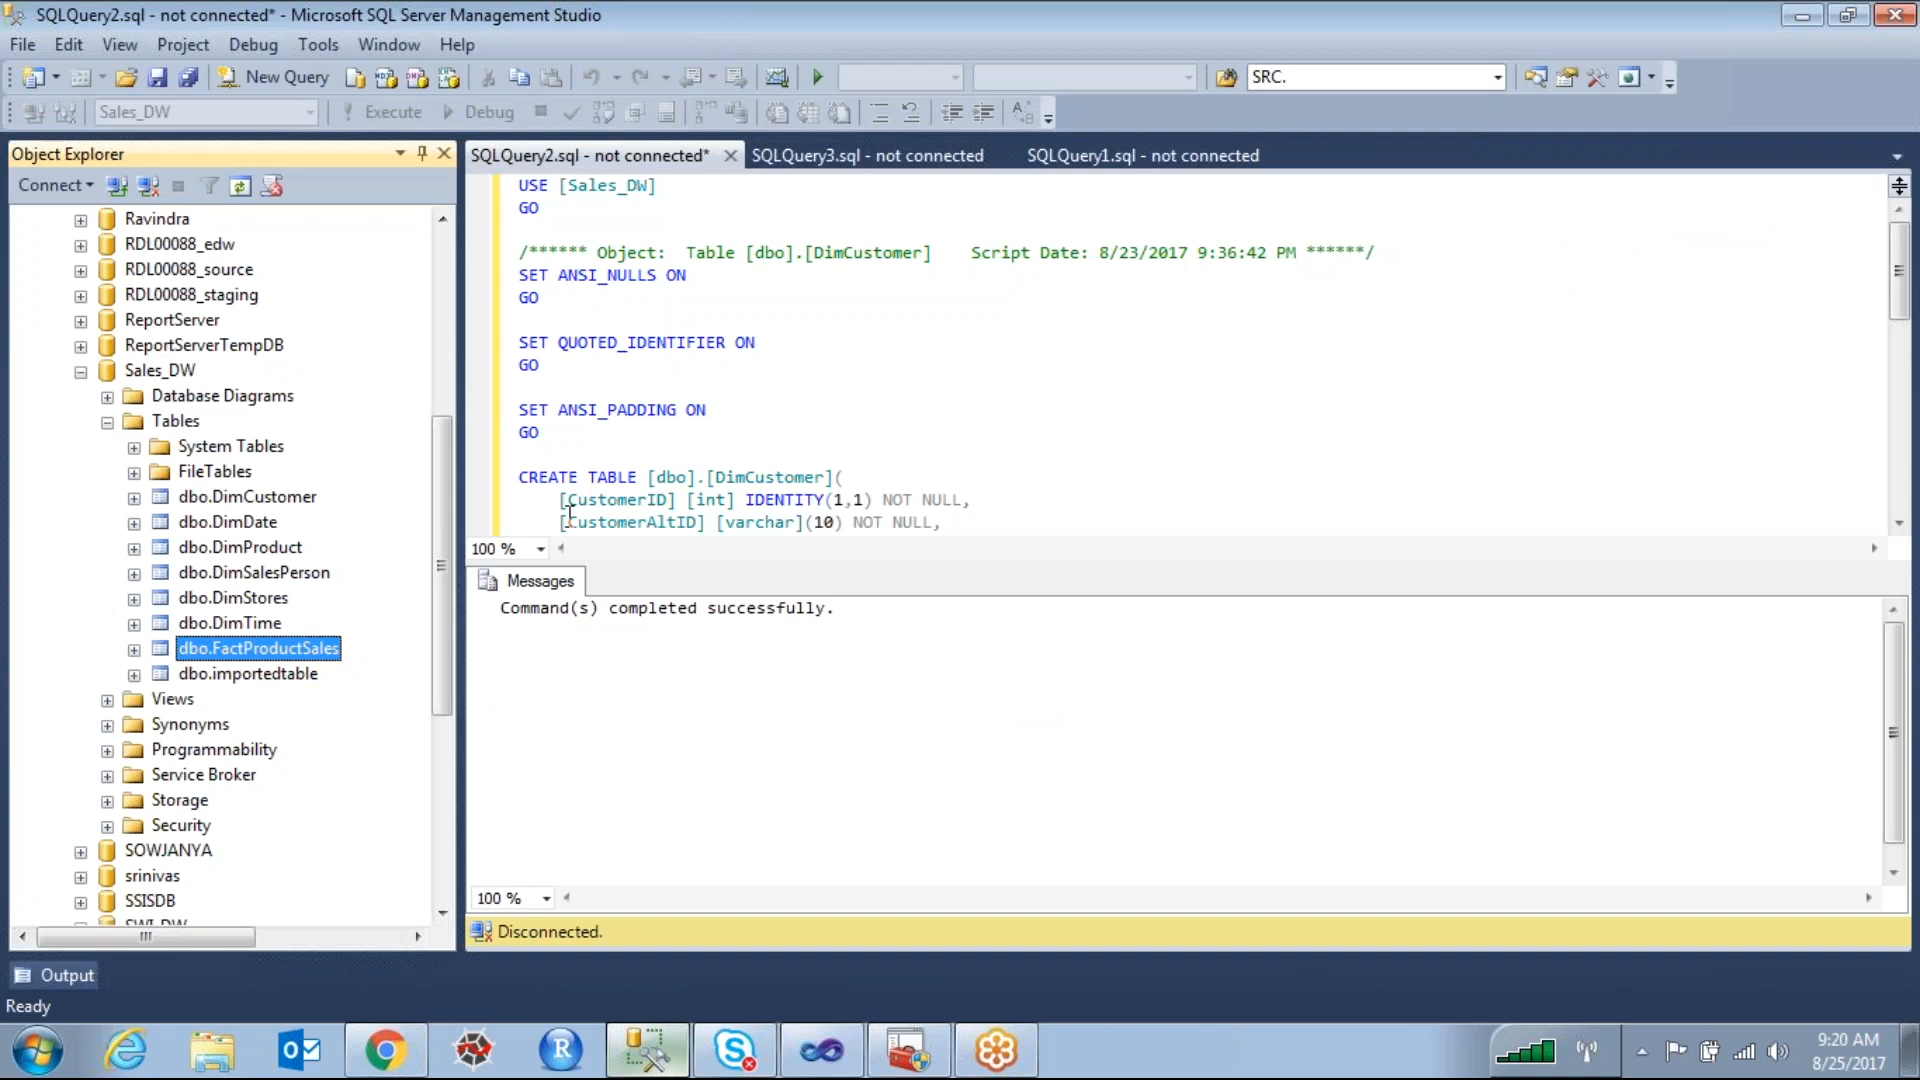 SQLQuery2.sql - not connected* - Microsoft SQL Server Management Studio
File Edit View Project Debug Tools Window Help
New Query SRC.
Sales_DW Execute Debug
Object Explorer
Connect
Ravindra
RDL00088_edw
RDL00088_source
RDL00088_staging
ReportServer
ReportServerTempDB
Sales_DW
Database Diagrams
Tables
System Tables
FileTables
dbo.DimCustomer
dbo.DimDate
dbo.DimProduct
dbo.DimSalesPerson
dbo.DimStores
dbo.DimTime
dbo.FactProductSales
dbo.importedtable
Views
Synonyms
Programmability
Service Broker
Storage
Security
SOWJANYA
srinivas
SSISDB
SQLQuery2.sql - not connected* SQLQuery3.sql - not connected SQLQuery1.sql - not connected
USE [Sales_DW]
GO
/****** Object:  Table [dbo].[DimCustomer]    Script Date: 8/23/2017 9:36:42 PM ******/
SET ANSI_NULLS ON
GO
SET QUOTED_IDENTIFIER ON
GO
SET ANSI_PADDING ON
GO
CREATE TABLE [dbo].[DimCustomer](
[CustomerID] [int] IDENTITY(1,1) NOT NULL,
[CustomerAltID] [varchar](10) NOT NULL,
100 %
Messages
Command(s) completed successfully.
100 %
Disconnected.
Output
Ready
9:20 AM
8/25/2017